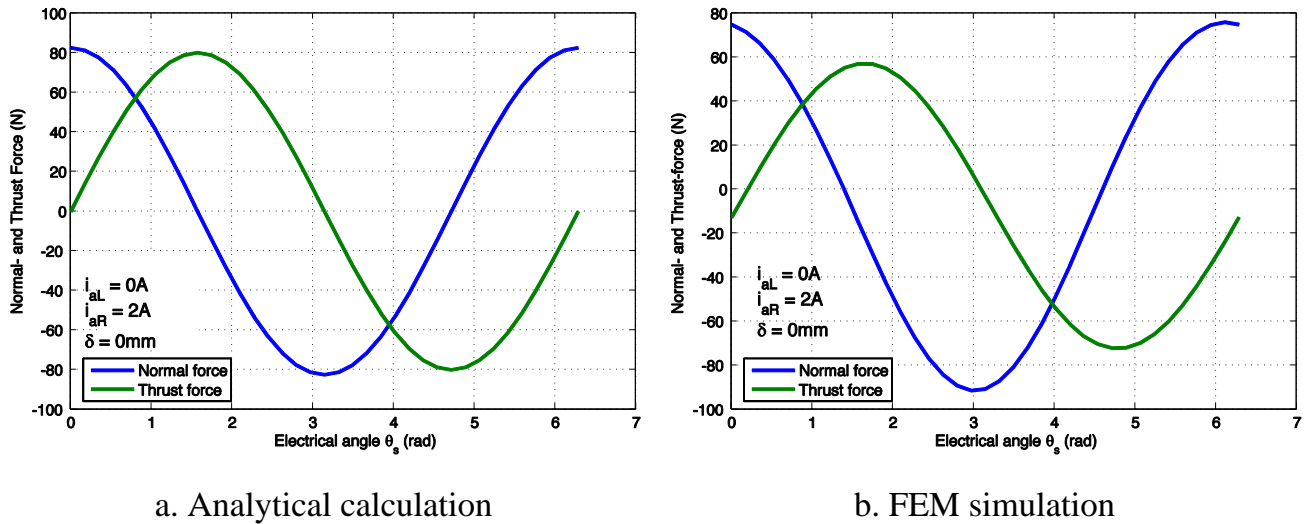 100
80
60
40
20
0
-20
-40
-60
-80
-100
Normal- and Thrust Force (N)
i_aL = 0A
i_aR = 2A
δ = 0mm
Normal force
Thrust force
0 1 2 3 4 5 6 7
Electrical angle θ_s (rad)
a. Analytical calculation
80
60
40
20
0
-20
-40
-60
-80
-100
Normal- and Thrust-force (N)
i_aL = 0A
i_aR = 2A
δ = 0mm
Normal force
Thrust force
0 1 2 3 4 5 6 7
Electrical angle θ_s (rad)
b. FEM simulation